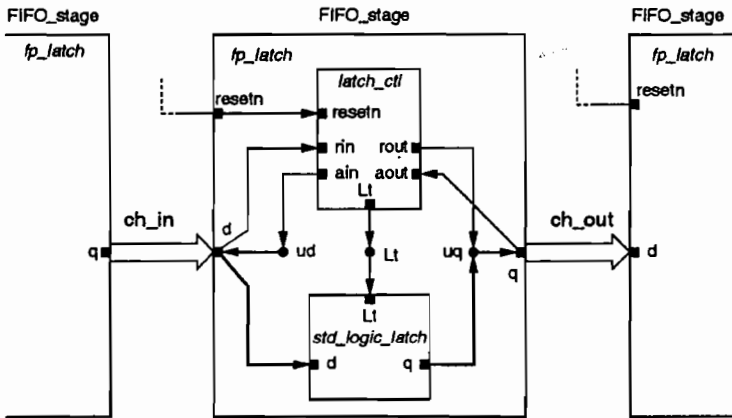 FIFO_stage FIFO_stage FIFO_stage
fp_latch fp_latch fp_latch
latch_ctl
resetn resetn resetn
rin rout
ain aout
Lt
ch_in d ch_out
q ud Lt uq q d
Lt
std_logic_latch
d q